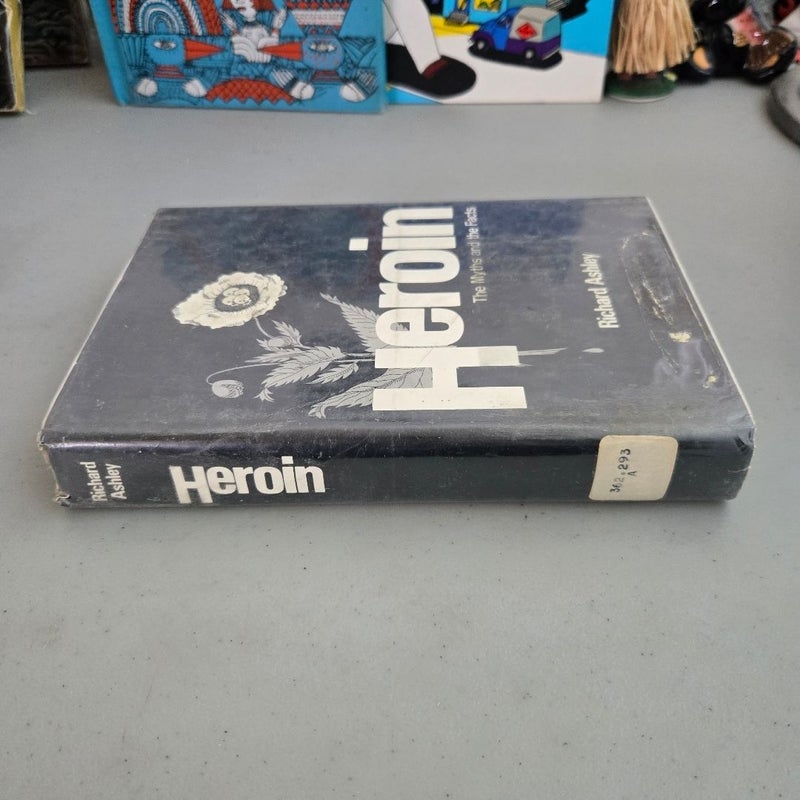 Heroin
The Myths and the Facts
Richard Ashley
Richard
Ashley
Heroin
362.293
A